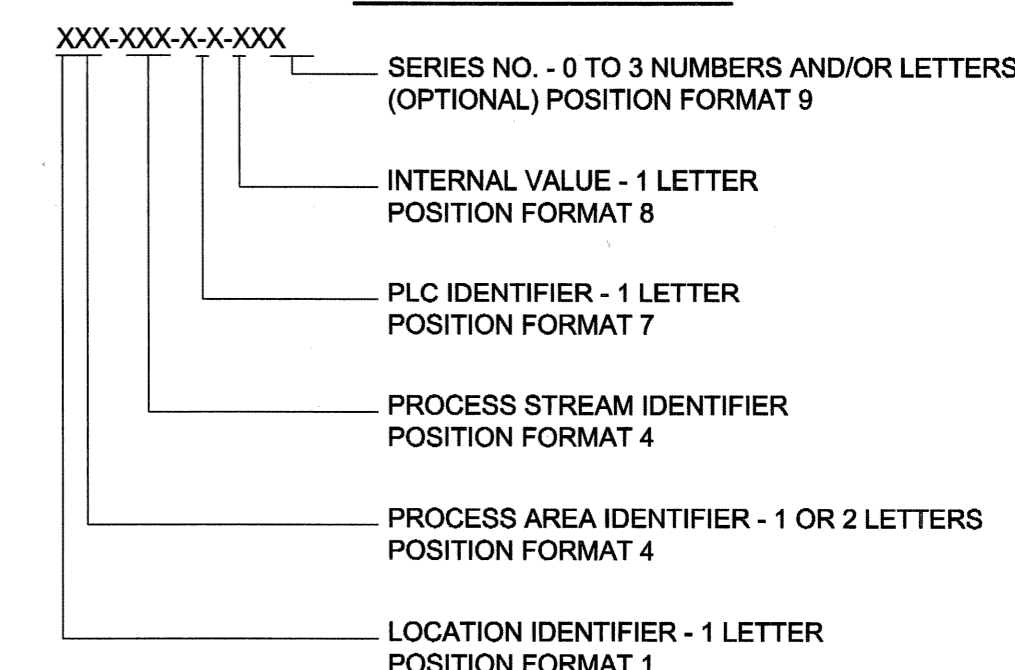 XXX-XXX-X-X-XXX
SERIES NO. - 0 TO 3 NUMBERS AND/OR LETTERS
(OPTIONAL) POSITION FORMAT 9
INTERNAL VALUE - 1 LETTER
POSITION FORMAT 8
PLC IDENTIFIER - 1 LETTER
POSITION FORMAT 7
PROCESS STREAM IDENTIFIER
POSITION FORMAT 4
PROCESS AREA IDENTIFIER - 1 OR 2 LETTERS
POSITION FORMAT 4
LOCATION IDENTIFIER - 1 LETTER
POSITION FORMAT 1